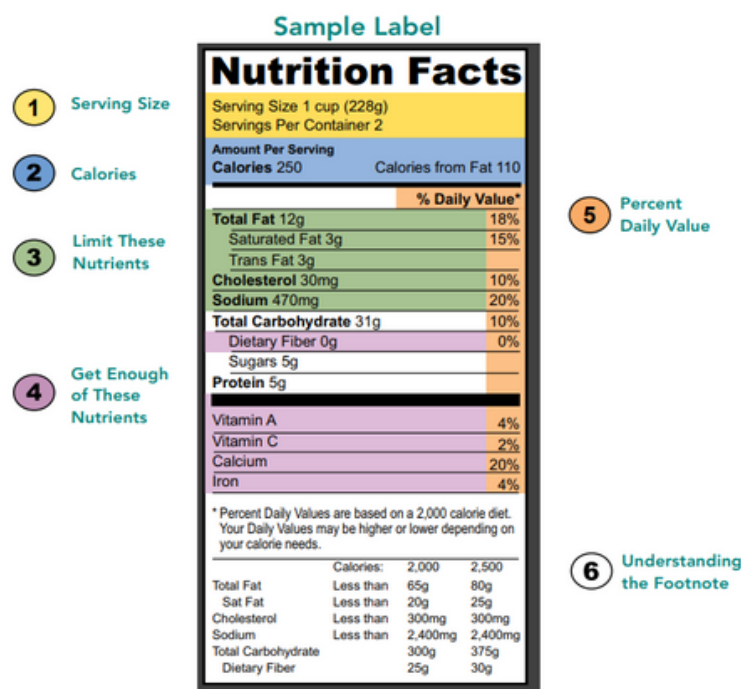 Sample Label
Nutrition Facts
1 Serving Size
Serving Size 1 cup (228g)
Servings Per Container 2
2 Calories
Amount Per Serving
Calories 250 Calories from Fat 110
% Daily Value*
5 Percent
Daily Value
3 Limit These
Nutrients
Total Fat 12g 18%
Saturated Fat 3g 15%
Trans Fat 3g
Cholesterol 30mg 10%
Sodium 470mg 20%
Total Carbohydrate 31g 10%
Dietary Fiber 0g 0%
Sugars 5g
Protein 5g
4 Get Enough
of These
Nutrients
Vitamin A 4%
Vitamin C 2%
Calcium 20%
Iron 4%
* Percent Daily Values are based on a 2,000 calorie diet.
Your Daily Values may be higher or lower depending on
your calorie needs.
Calories: 2,000 2,500
Total Fat Less than 65g 80g
Sat Fat Less than 20g 25g
Cholesterol Less than 300mg 300mg
Sodium Less than 2,400mg 2,400mg
Total Carbohydrate 300g 375g
Dietary Fiber 25g 30g
6 Understanding
the Footnote